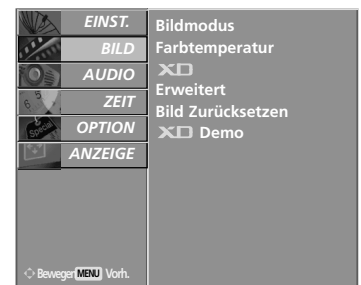 EINST.
BILD
AUDIO
ZEIT
OPTION
ANZEIGE
Bildmodus
Farbtemperatur
XD
Erweitert
Bild Zurücksetzen
XD Demo
Bewegen MENU Vorh.